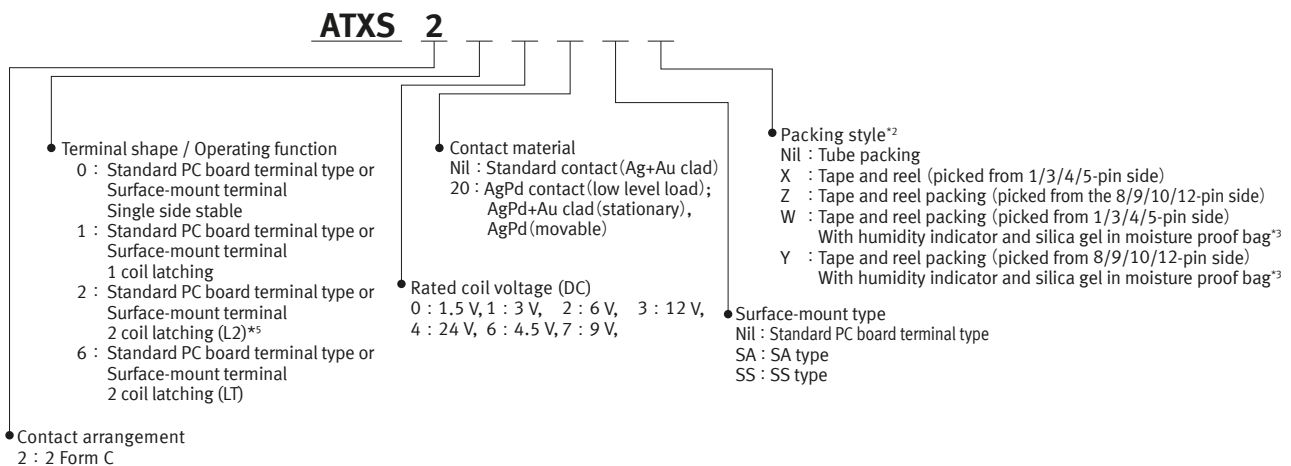 ATXS 2
Terminal shape / Operating function
0 : Standard PC board terminal type or
Surface-mount terminal
Single side stable
1 : Standard PC board terminal type or
Surface-mount terminal
1 coil latching
2 : Standard PC board terminal type or
Surface-mount terminal
2 coil latching (L2)*5
6 : Standard PC board terminal type or
Surface-mount terminal
2 coil latching (LT)
Contact arrangement
2 : 2 Form C
Contact material
Nil : Standard contact (Ag+Au clad)
20 : AgPd contact (low level load);
AgPd+Au clad (stationary),
AgPd (movable)
Rated coil voltage (DC)
0 : 1.5 V, 1 : 3 V, 2 : 6 V, 3 : 12 V,
4 : 24 V, 6 : 4.5 V, 7 : 9 V,
Packing style*2
Nil : Tube packing
X : Tape and reel (picked from 1/3/4/5-pin side)
Z : Tape and reel packing (picked from the 8/9/10/12-pin side)
W : Tape and reel packing (picked from 1/3/4/5-pin side)
With humidity indicator and silica gel in moisture proof bag*3
Y : Tape and reel packing (picked from 8/9/10/12-pin side)
With humidity indicator and silica gel in moisture proof bag*3
Surface-mount type
Nil : Standard PC board terminal type
SA : SA type
SS : SS type